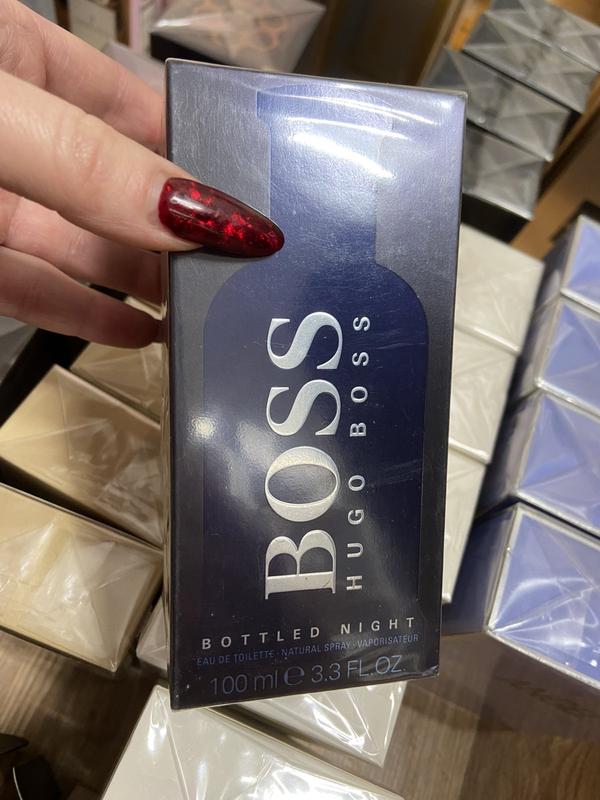 BOSS
HUGO BOSS
BOTTLED NIGHT
EAU DE TOILETTE · NATURAL SPRAY · VAPORISATEUR
100 ml ℮ 3.3 FL.OZ.